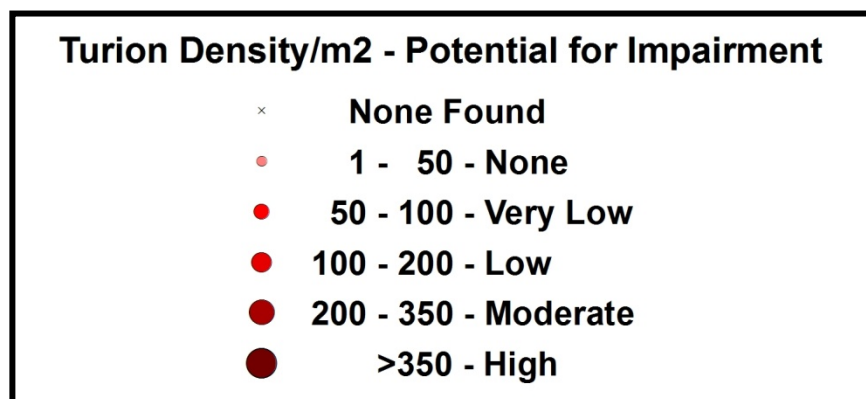 Turion Density/m2 - Potential for Impairment
None Found
1 - 50 - None
50 - 100 - Very Low
100 - 200 - Low
200 - 350 - Moderate
>350 - High